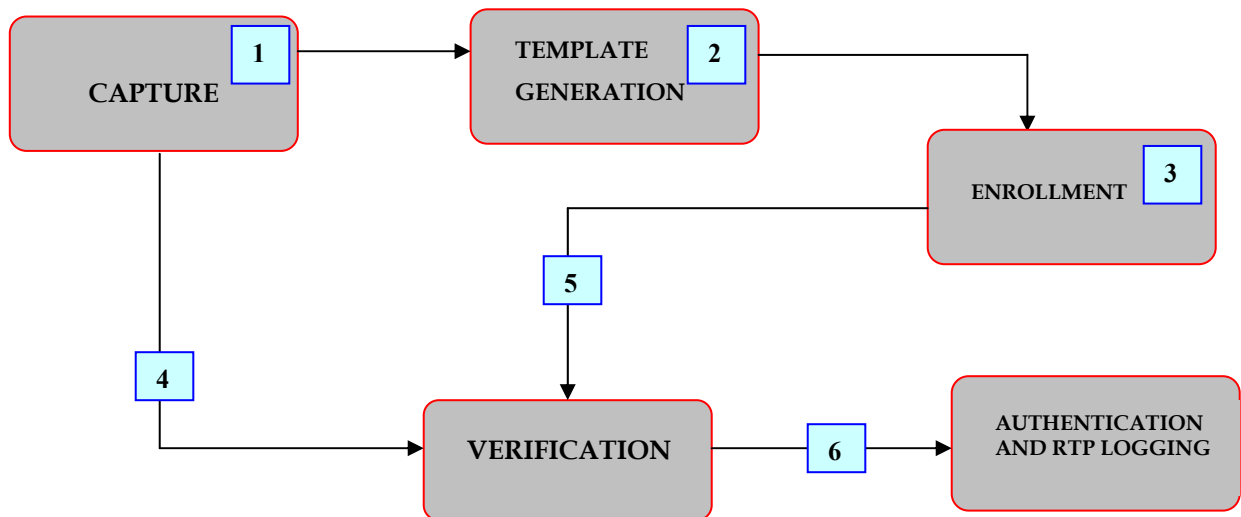 1
CAPTURE
TEMPLATE
GENERATION
2
ENROLLMENT
3
5
4
VERIFICATION
6
AUTHENTICATION
AND RTP LOGGING